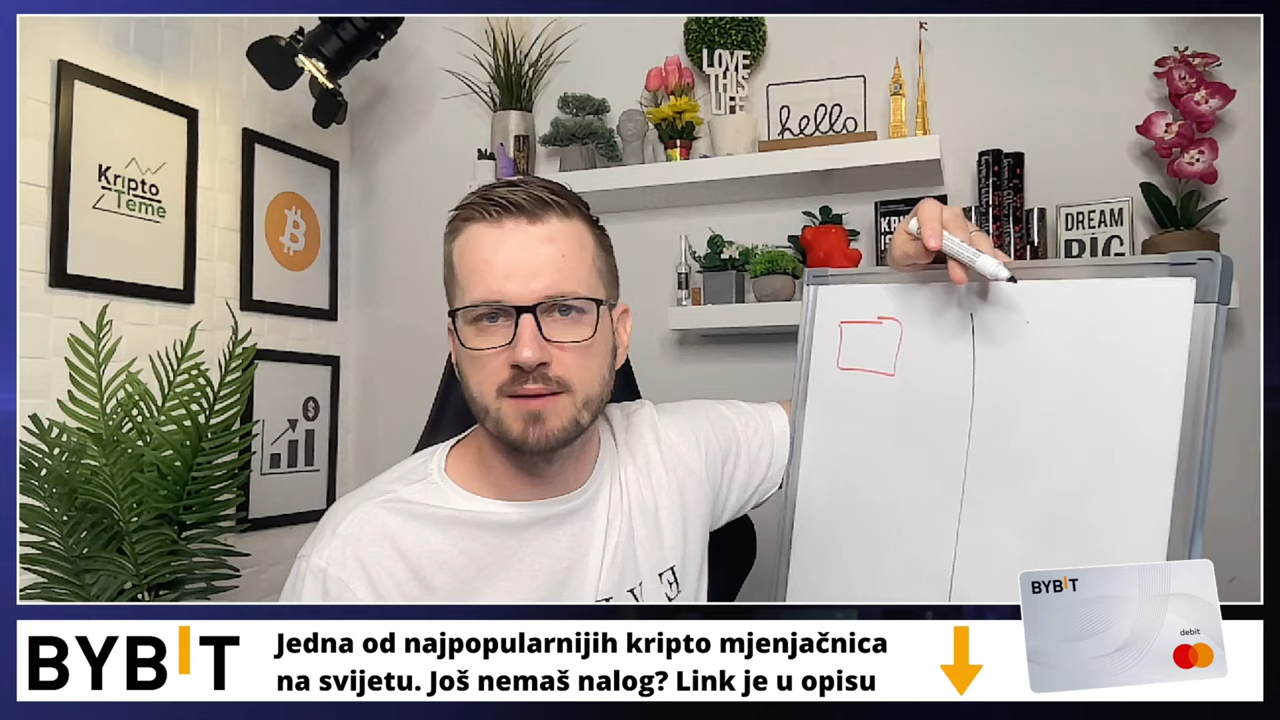 LOVE
THIS
LIFE
hello
Kripto
Teme
DREAM
BIG
BYBIT
Jedna od najpopularnijih kripto mjenjačnica
na svijetu. Još nemaš nalog? Link je u opisu
BYBIT
debit